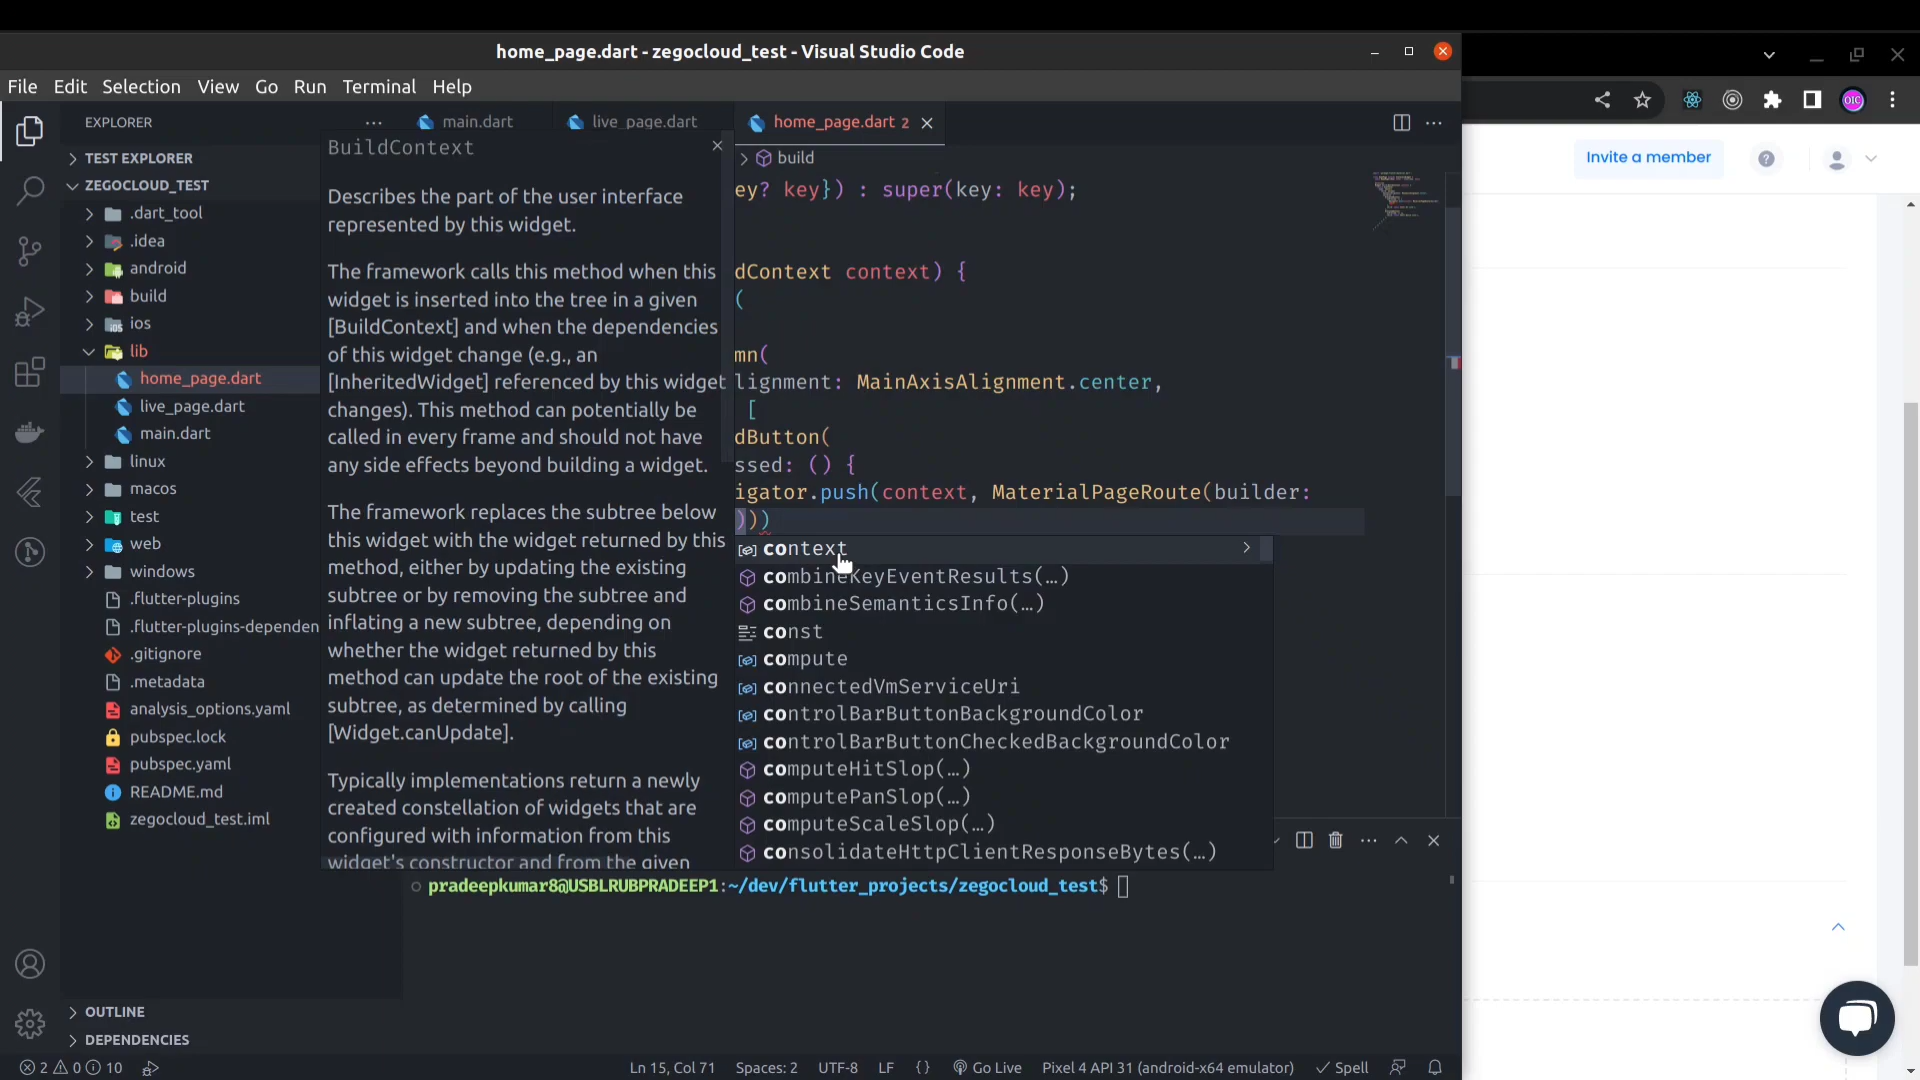 home_page.dart - zegocloud_test - Visual Studio Code
File Edit Selection View Go Run Terminal Help
EXPLORER
TEST EXPLORER
ZEGOCLOUD_TEST
.dart_tool
.idea
android
build
ios
lib
home_page.dart
live_page.dart
main.dart
linux
macos
test
web
windows
.flutter-plugins
.flutter-plugins-dependen
.gitignore
.metadata
analysis_options.yaml
pubspec.lock
pubspec.yaml
README.md
zegocloud_test.iml
OUTLINE
DEPENDENCIES
main.dart live_page.dart home_page.dart 2
BuildContext
Describes the part of the user interface
represented by this widget.
The framework calls this method when this
widget is inserted into the tree in a given
[BuildContext] and when the dependencies
of this widget change (e.g., an
[InheritedWidget] referenced by this widget
changes). This method can potentially be
called in every frame and should not have
any side effects beyond building a widget.
The framework replaces the subtree below
this widget with the widget returned by this
method, either by updating the existing
subtree or by removing the subtree and
inflating a new subtree, depending on
whether the widget returned by this
method can update the root of the existing
subtree, as determined by calling
[Widget.canUpdate].
Typically implementations return a newly
created constellation of widgets that are
configured with information from this
widget's constructor and from the given
build
ey? key}) : super(key: key);
dContext context) {
(
mn(
lignment: MainAxisAlignment.center,
[
dButton(
ssed: () {
igator.push(context, MaterialPageRoute(builder:
)))
context
combineKeyEventResults(…)
combineSemanticsInfo(…)
const
compute
connectedVmServiceUri
controlBarButtonBackgroundColor
controlBarButtonCheckedBackgroundColor
computeHitSlop(…)
computePanSlop(…)
computeScaleSlop(…)
consolidateHttpClientResponseBytes(…)
pradeepkumar8@USBLRUBPRADEEP1:~/dev/flutter_projects/zegocloud_test$
2 0 10 Ln 15, Col 71 Spaces: 2 UTF-8 LF {} Go Live Pixel 4 API 31 (android-x64 emulator) Spell
OIC
Invite a member